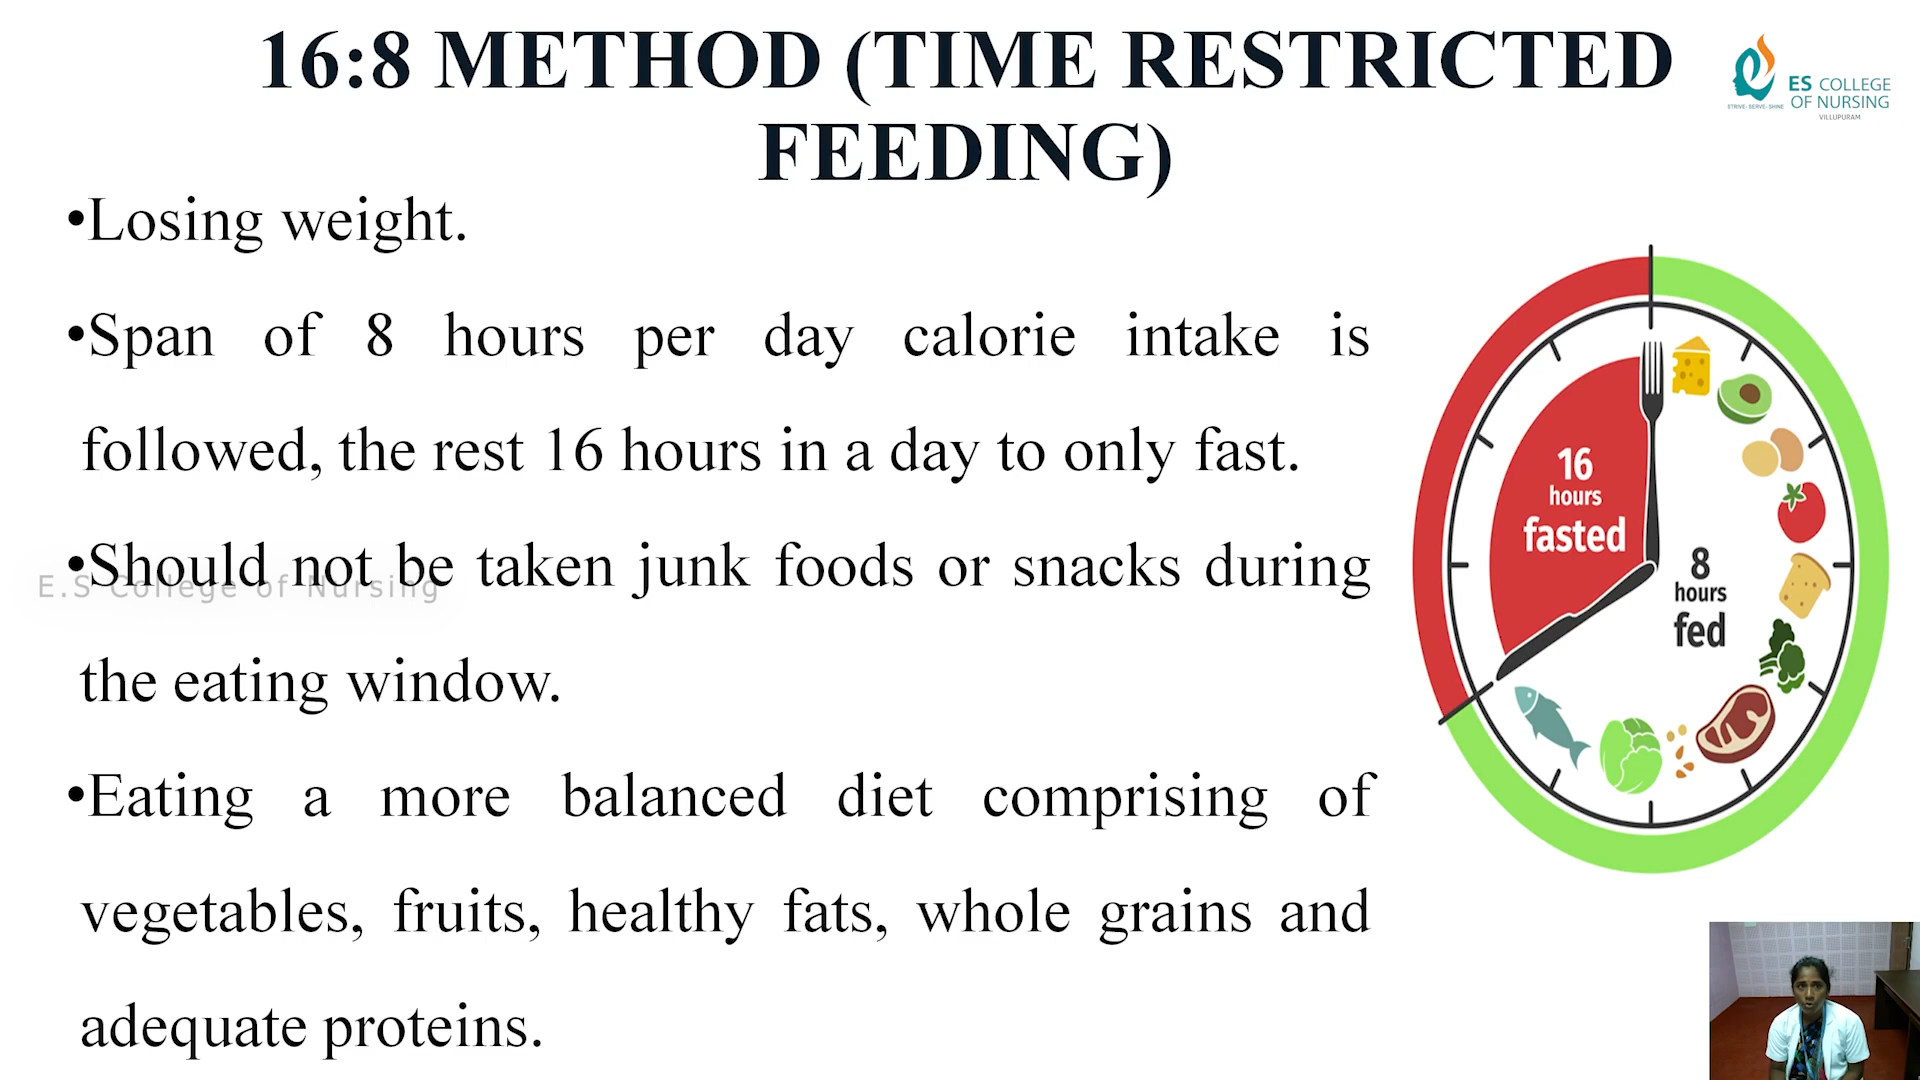 16:8 METHOD (TIME RESTRICTED
FEEDING)
ES COLLEGE
OF NURSING
STRIVE- SERVE- SHINE
VILLUPURAM
•Losing weight.
•Span of 8 hours per day calorie intake is
followed, the rest 16 hours in a day to only fast.
•Should not be taken junk foods or snacks during
E.S College of Nursing
the eating window.
•Eating a more balanced diet comprising of
vegetables, fruits, healthy fats, whole grains and
adequate proteins.
16
hours
fasted
8
hours
fed